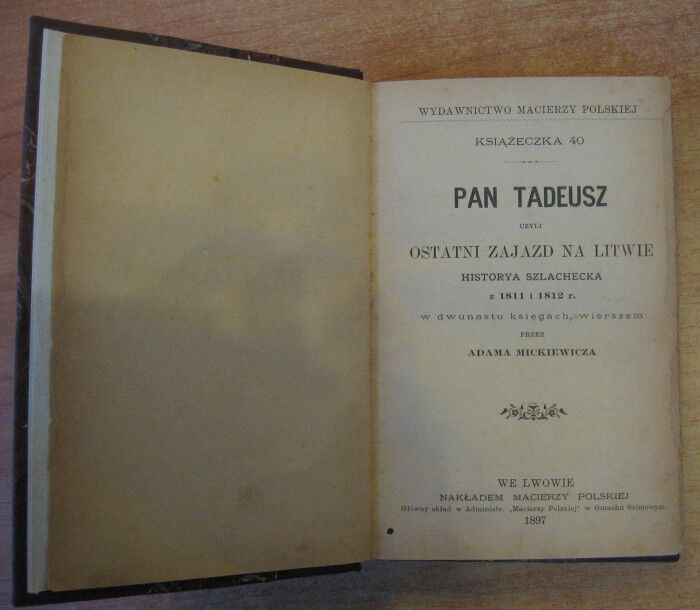 WYDAWNICTWO MACIERZY POLSKIEJ
KSIĄŻECZKA 40
PAN TADEUSZ
CZYLI
OSTATNI ZAJAZD NA LITWIE
HISTORYA SZLACHECKA
z 1811 i 1812 r.
w dwunastu księgach, wierszem
PRZEZ
ADAMA MICKIEWICZA
WE LWOWIE
NAKŁADEM MACIERZY POLSKIEJ
Główny skład w Administr. „Macierzy Polskiej" w Gmachu Sejmowym.
1897